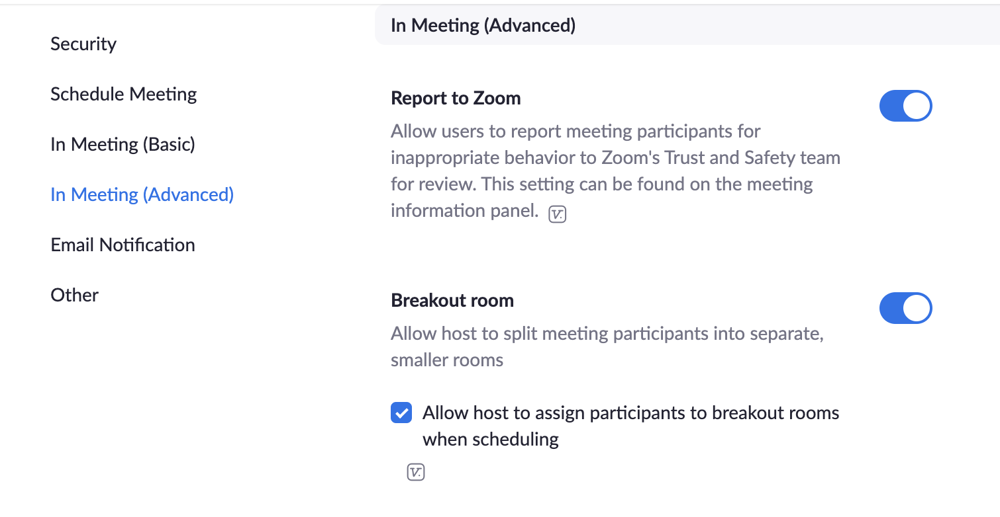 Security
Schedule Meeting
In Meeting (Basic)
In Meeting (Advanced)
Email Notification
Other
In Meeting (Advanced)
Report to Zoom
Allow users to report meeting participants for
inappropriate behavior to Zoom's Trust and Safety team
for review. This setting can be found on the meeting
information panel. V.
Breakout room
Allow host to split meeting participants into separate,
smaller rooms
Allow host to assign participants to breakout rooms
when scheduling
V.